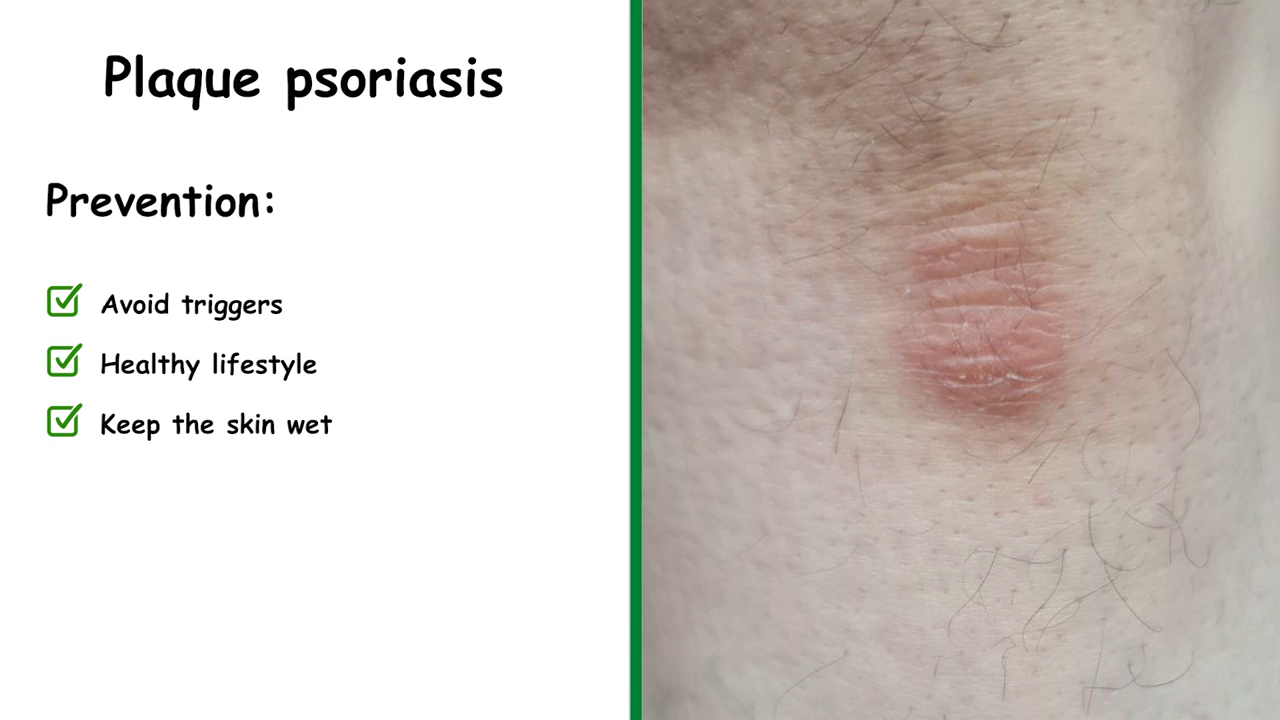 Plaque psoriasis
Prevention:
Avoid triggers
Healthy lifestyle
Keep the skin wet